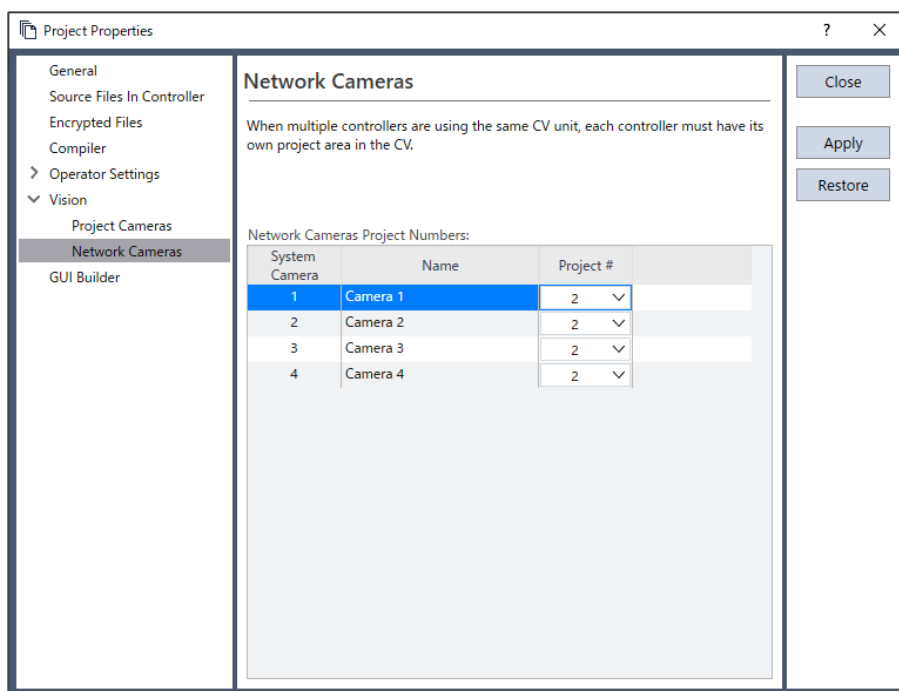 Project Properties
?
General
Source Files In Controller
Encrypted Files
Compiler
Operator Settings
Vision
Project Cameras
Network Cameras
GUI Builder
Network Cameras
When multiple controllers are using the same CV unit, each controller must have its
own project area in the CV.
Network Cameras Project Numbers:
System Camera Name Project #
1 Camera 1 2
2 Camera 2 2
3 Camera 3 2
4 Camera 4 2
Close
Apply
Restore